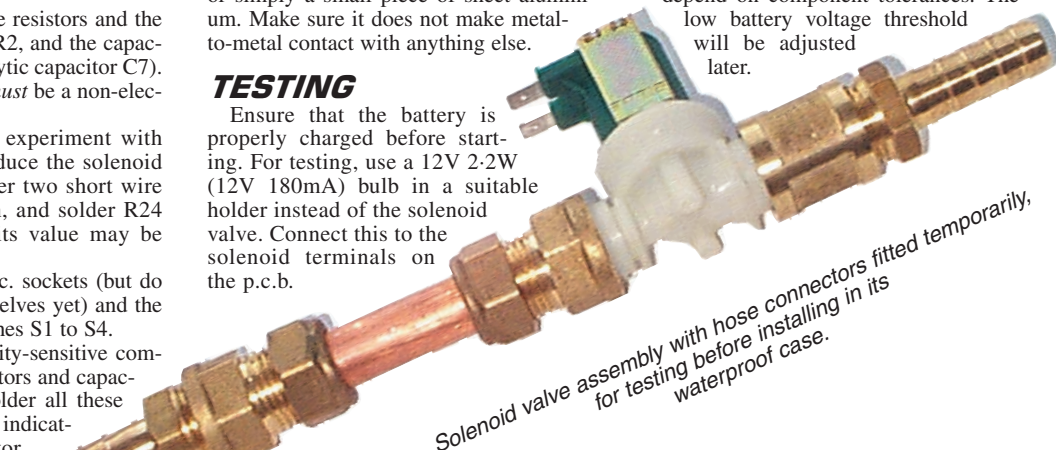 e resistors and the
R2, and the capac-
ytic capacitor C7).
ust be a non-elec-
experiment with
duce the solenoid
er two short wire
, and solder R24
its value may be
c. sockets (but do
elves yet) and the
nes S1 to S4.
ity-sensitive com-
tors and capac-
older all these
indicat-
or simply a small piece of sheet alumini-
um. Make sure it does not make metal-
to-metal contact with anything else.
TESTING
Ensure that the battery is
properly charged before start-
ing. For testing, use a 12V 2·2W
(12V 180mA) bulb in a suitable
holder instead of the solenoid
valve. Connect this to the
solenoid terminals on
the p.c.b.
depend on component tolerances. The
low battery voltage threshold
will be adjusted
later.
Solenoid valve assembly with hose connectors fitted temporarily,
for testing before installing in its
waterproof case.